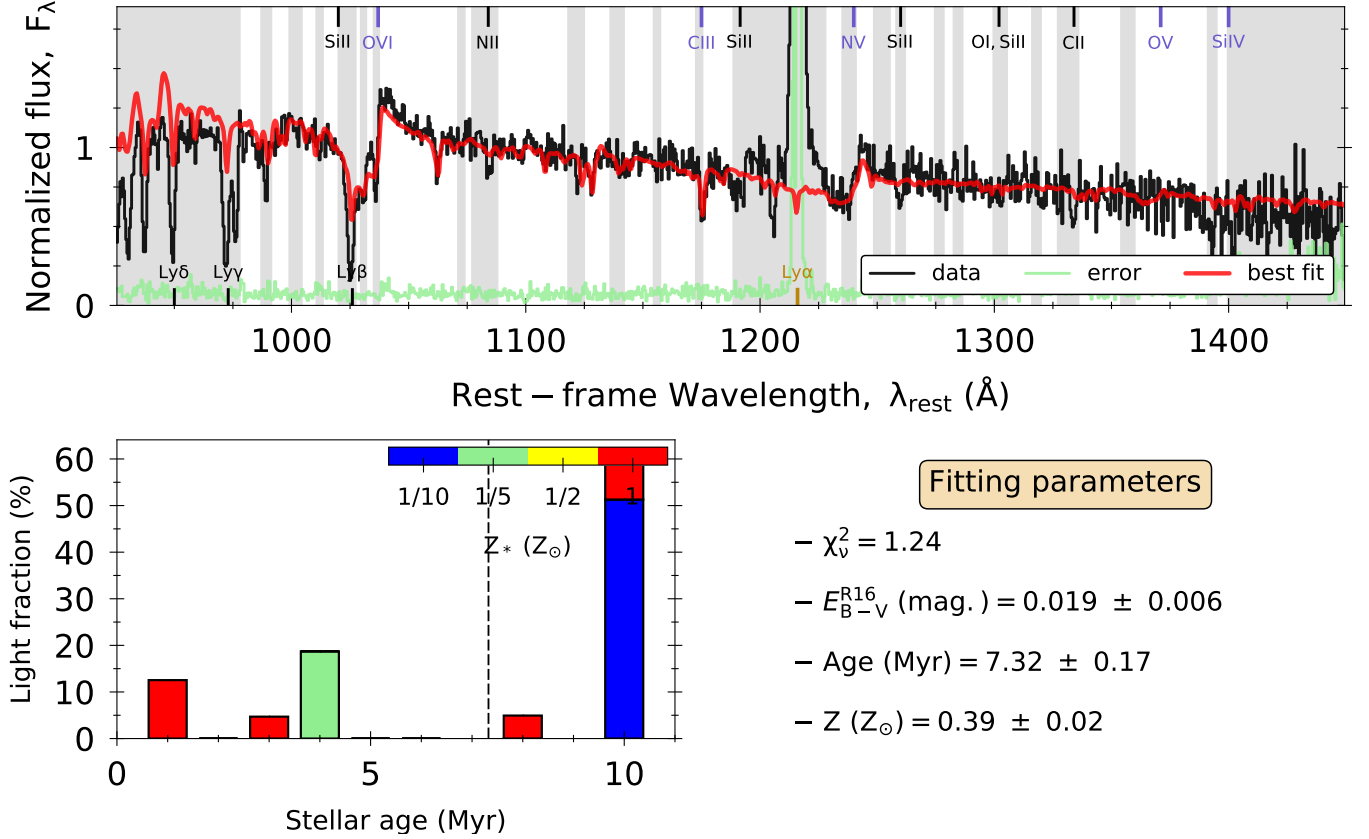 Normalized flux, Fλ
SiII
OVI
NII
CIII
SiII
NV
SiII
OI, SiII
CII
OV
SiIV
1
0
Lyδ
Lyγ
Lyβ
Lyα
data
error
best fit
1000
1100
1200
1300
1400
Rest − frame Wavelength, λrest (Å)
Light fraction (%)
60
50
40
30
20
10
0
1/10
1/5
1/2
1
Z* (Z⊙)
0
5
10
Stellar age (Myr)
Fitting parameters
− χ²ν = 1.24
− E^R16_B−V (mag.) = 0.019 ± 0.006
− Age (Myr) = 7.32 ± 0.17
− Z (Z⊙) = 0.39 ± 0.02